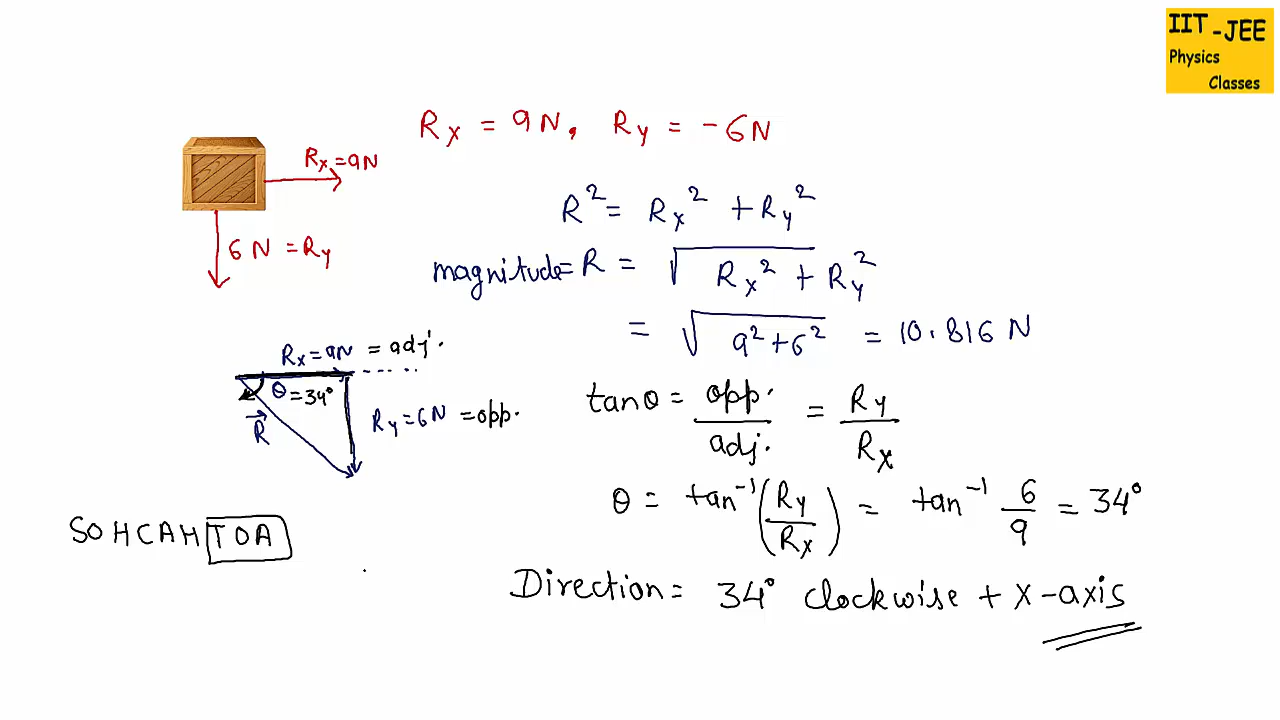 IIT -JEE
Physics
Classes
Rx = 9N, Ry = -6N
Rx=9N
6 N = Ry
R² = Rx² + Ry²
magnitude = R = √Rx² + Ry²
= √9²+6² = 10.816 N
Rx=9N = adj.
θ=34°
R⃗
Ry=6N =opp.
tanθ = opp./adj. = Ry/Rx
θ = tan⁻¹(Ry/Rx) = tan⁻¹ 6/9 = 34°
SOHCAHTOA
Direction = 34° clockwise + x-axis